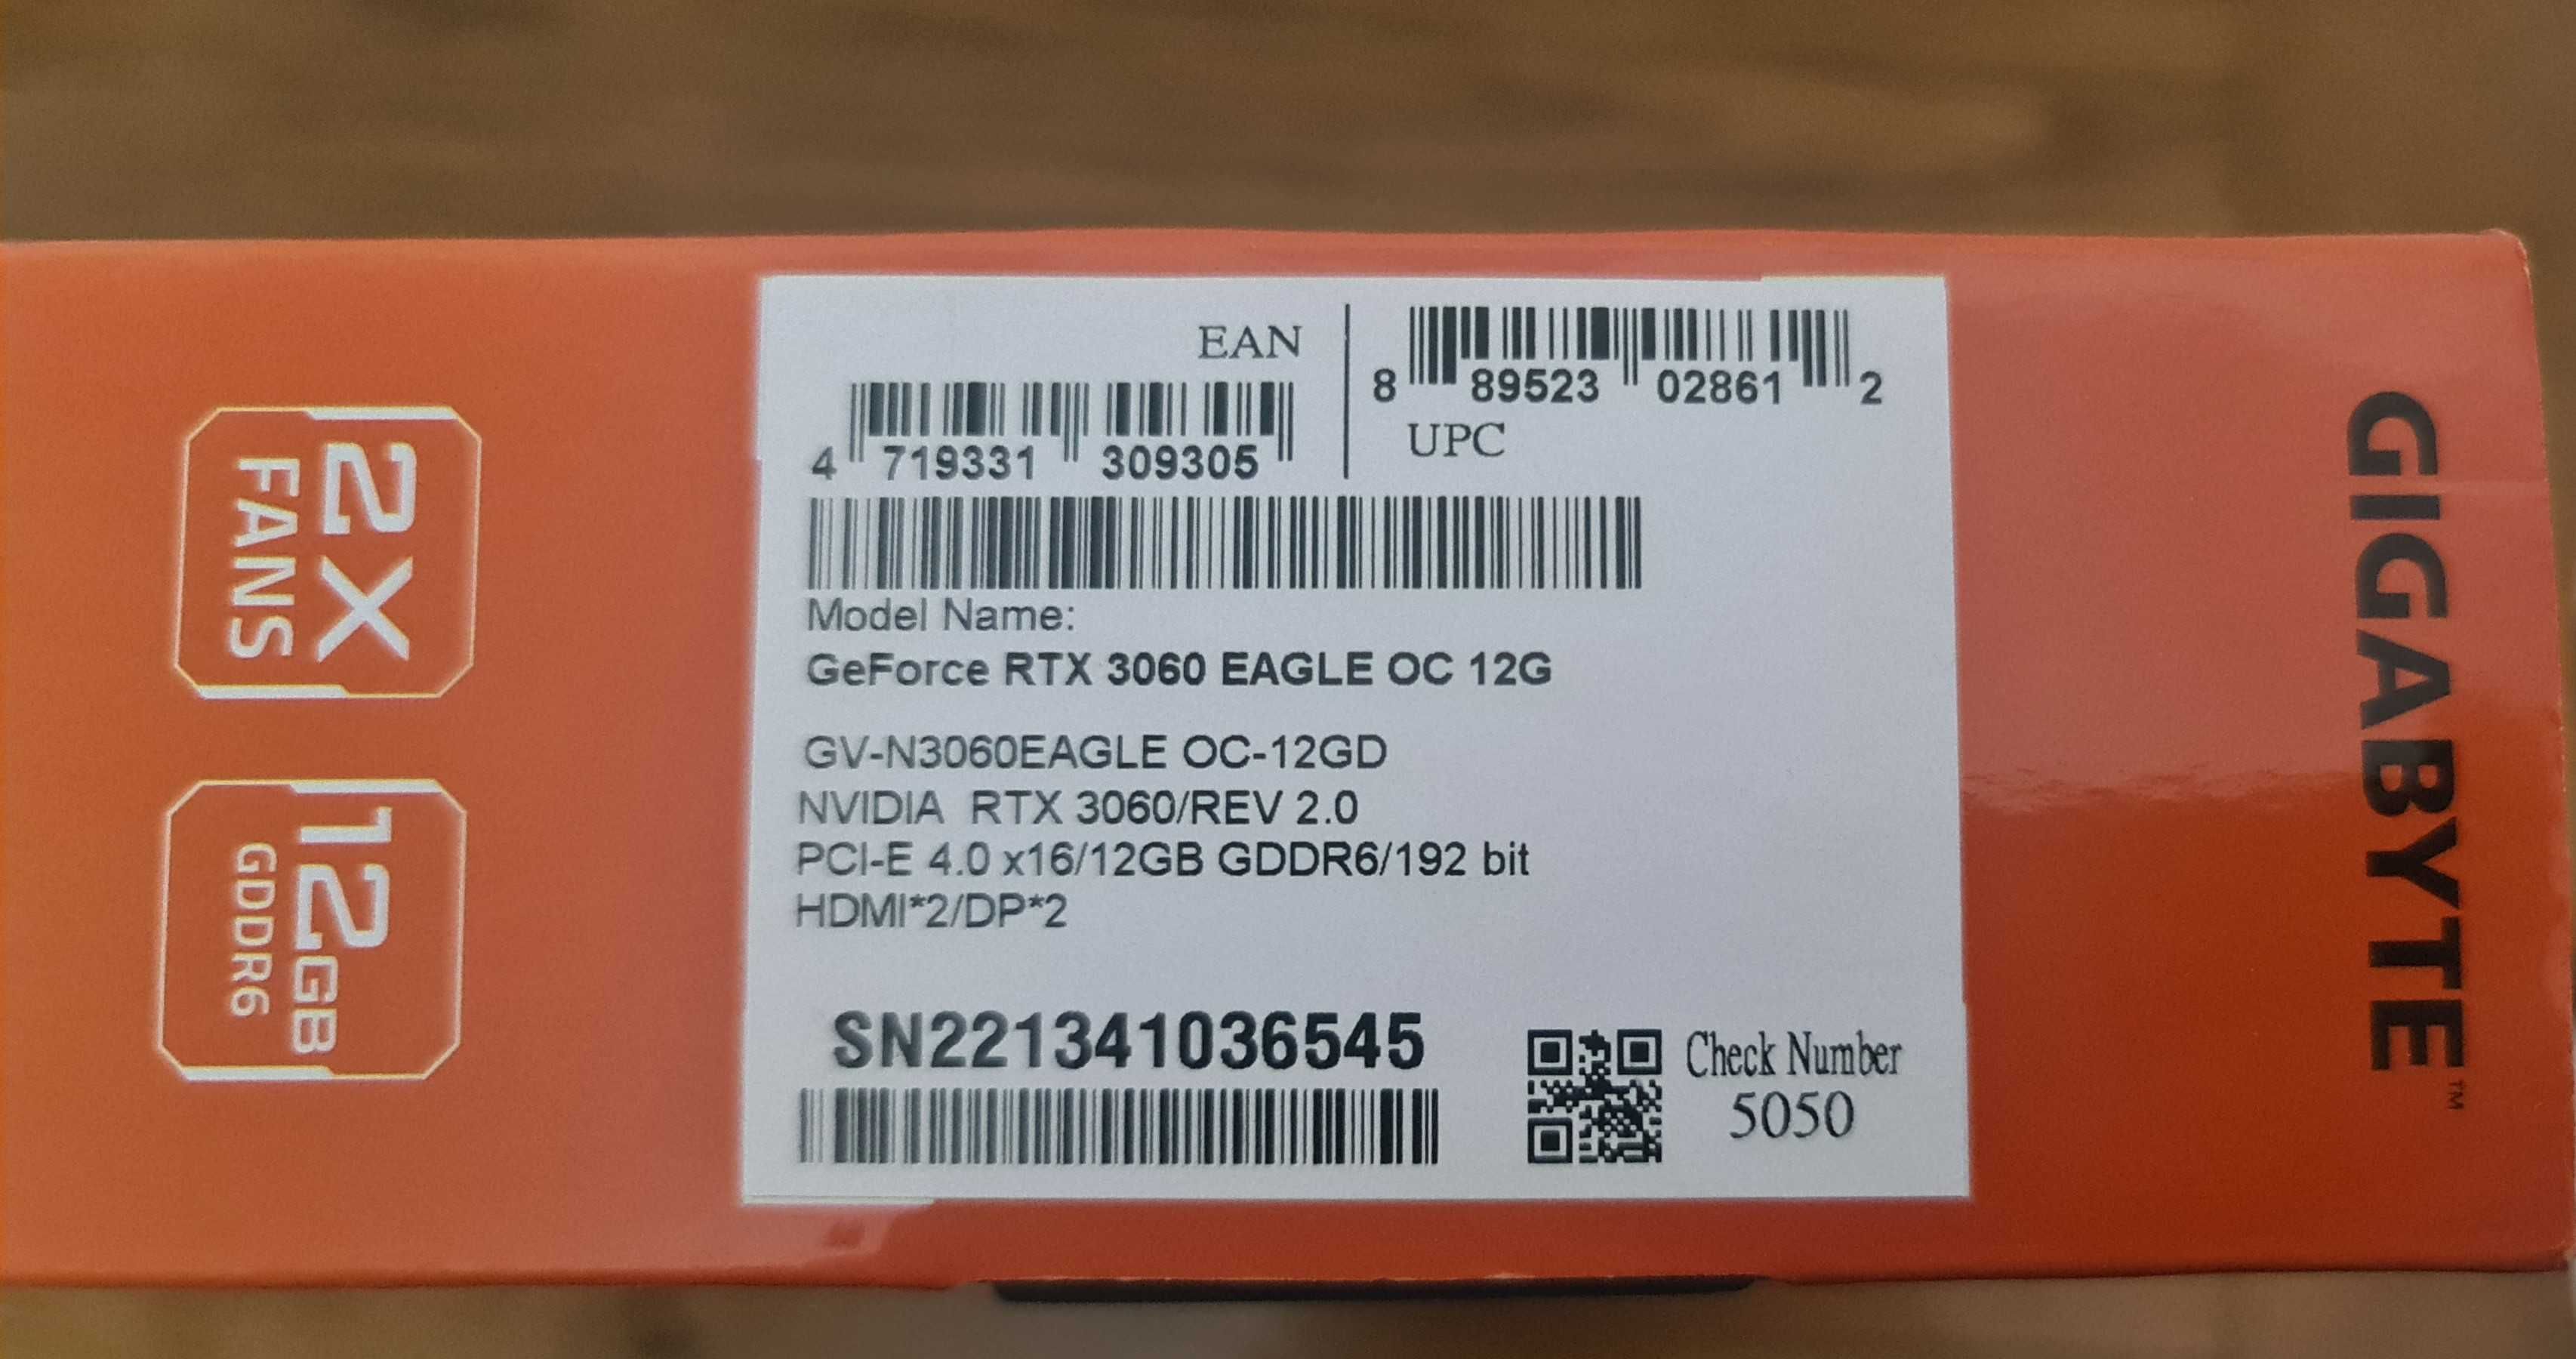 EAN
4 719331 309305
8 89523 02861 2
UPC
Model Name:
GeForce RTX 3060 EAGLE OC 12G
GV-N3060EAGLE OC-12GD
NVIDIA RTX 3060/REV 2.0
PCI-E 4.0 x16/12GB GDDR6/192 bit
HDMI*2/DP*2
SN221341036545
Check Number
5050
2X
FANS
12GB
GDDR6
GIGABYTE™